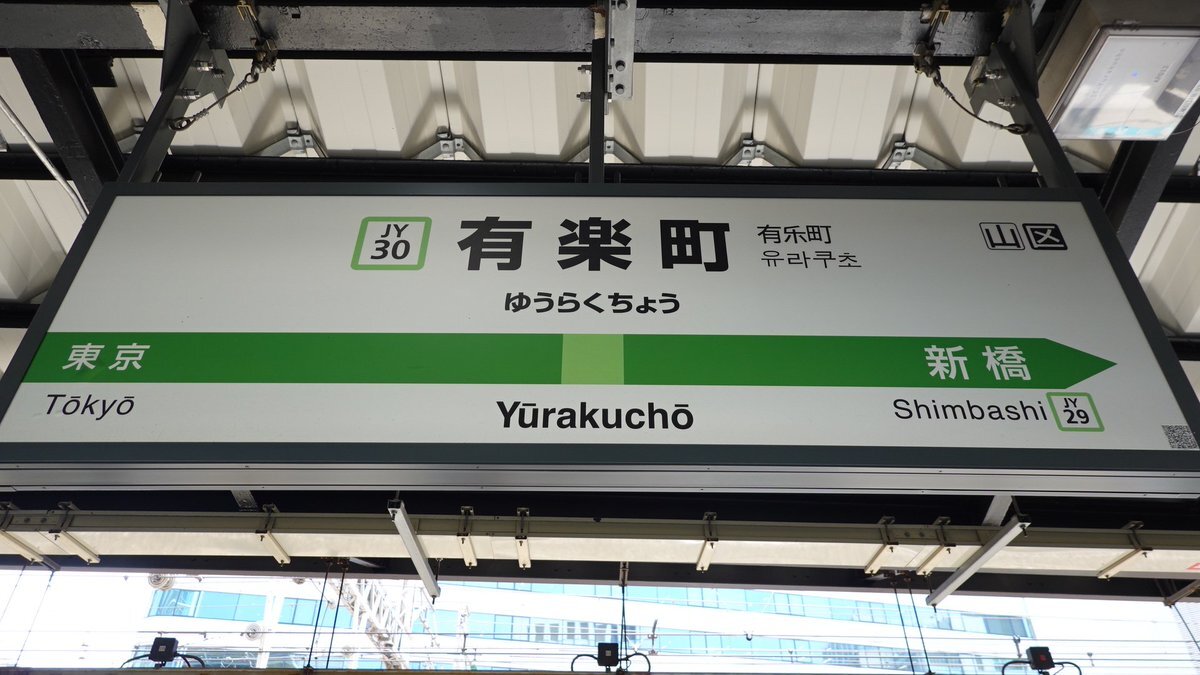 JY
30
有楽町
有乐町
유라쿠초
山 区
ゆうらくちょう
東京
新橋
Tōkyō
Yūrakuchō
Shimbashi
JY
29